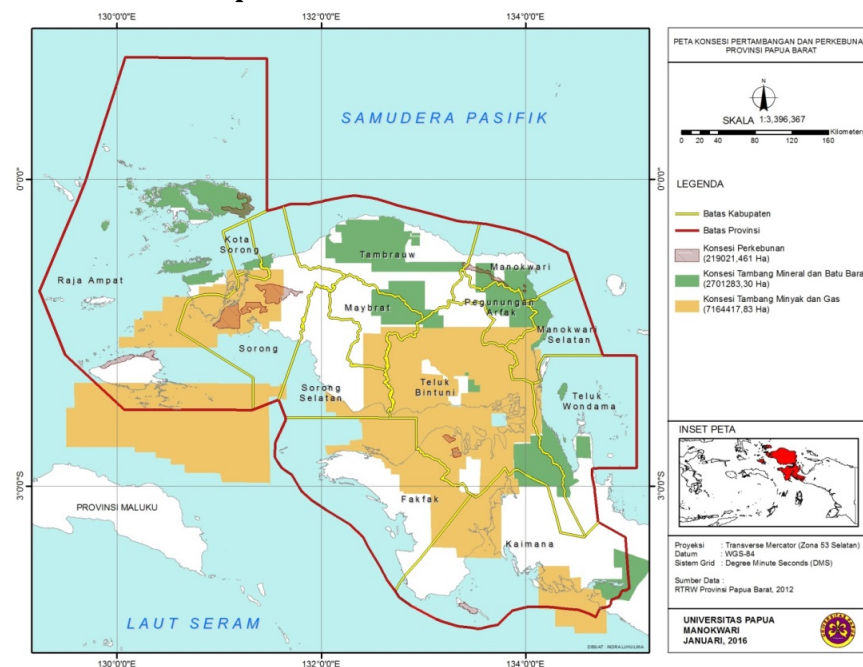 130°0'0"
132°0'0"
134°0'0"
SAMUDERA PASIFIK
0°0'0"
0°0'0"
Kota
Sorong
Tambrauw
Manokwari
Raja Ampat
Maybrat
Pegunungan
Arfak
Manokwari
Selatan
Sorong
Sorong
Selatan
Teluk
Bintuni
Teluk
Wondama
3°0'0"S
3°0'0"S
Fakfak
PROVINSI MALUKU
Kaimana
LAUT SERAM
130°0'0"
132°0'0"
134°0'0"
PETA KONSESI PERTAMBANGAN DAN PERKEBUNA
PROVINSI PAPUA BARAT
N
SKALA 1:3,396,367
Kilometers
0 20 40 80 120 160
LEGENDA
Batas Kabupaten
Batas Provinsi
Konsesi Perkebunan
(219021,461 Ha)
Konsesi Tambang Mineral dan Batu Bara
(2701283,30 Ha)
Konsesi Tambang Minyak dan Gas
(7164417,83 Ha)
INSET PETA
Proyeksi : Transverse Mercator (Zona 53 Selatan)
Datum : WGS-84
Sistem Grid : Degree Minute Seconds (DMS)
Sumber Data :
RTRW Provinsi Papua Barat, 2012
UNIVERSITAS PAPUA
MANOKWARI
JANUARI, 2016